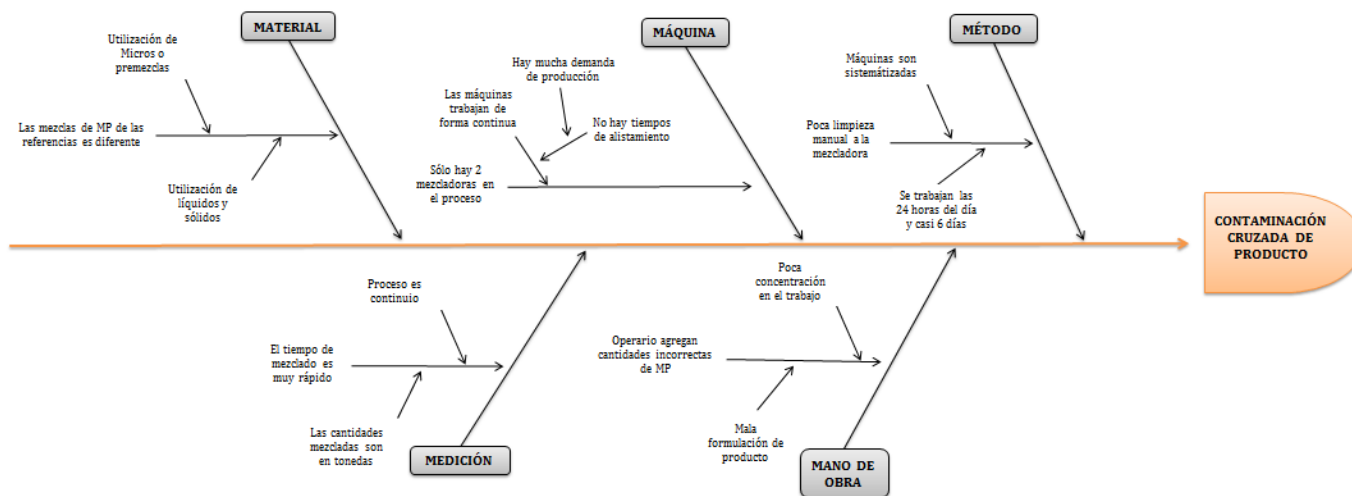 MATERIAL
Utilización de
Micros o
premezclas
Las mezclas de MP de las
referencias es diferente
Utilización de
líquidos y
sólidos
MÁQUINA
Hay mucha demanda
de producción
Las máquinas
trabajan de
forma continua
No hay tiempos
de alistamiento
Sólo hay 2
mezcladoras en
el proceso
MÉTODO
Máquinas son
sistemátizadas
Poca limpieza
manual a la
mezcladora
Se trabajan las
24 horas del día
y casi 6 días
CONTAMINACIÓN
CRUZADA DE
PRODUCTO
Proceso es
continuio
El tiempo de
mezclado es
muy rápido
Las cantidades
mezcladas son
en tonedas
MEDICIÓN
Poca
concentración
en el trabajo
Operario agregan
cantidades incorrectas
de MP
Mala
formulación de
producto
MANO DE
OBRA